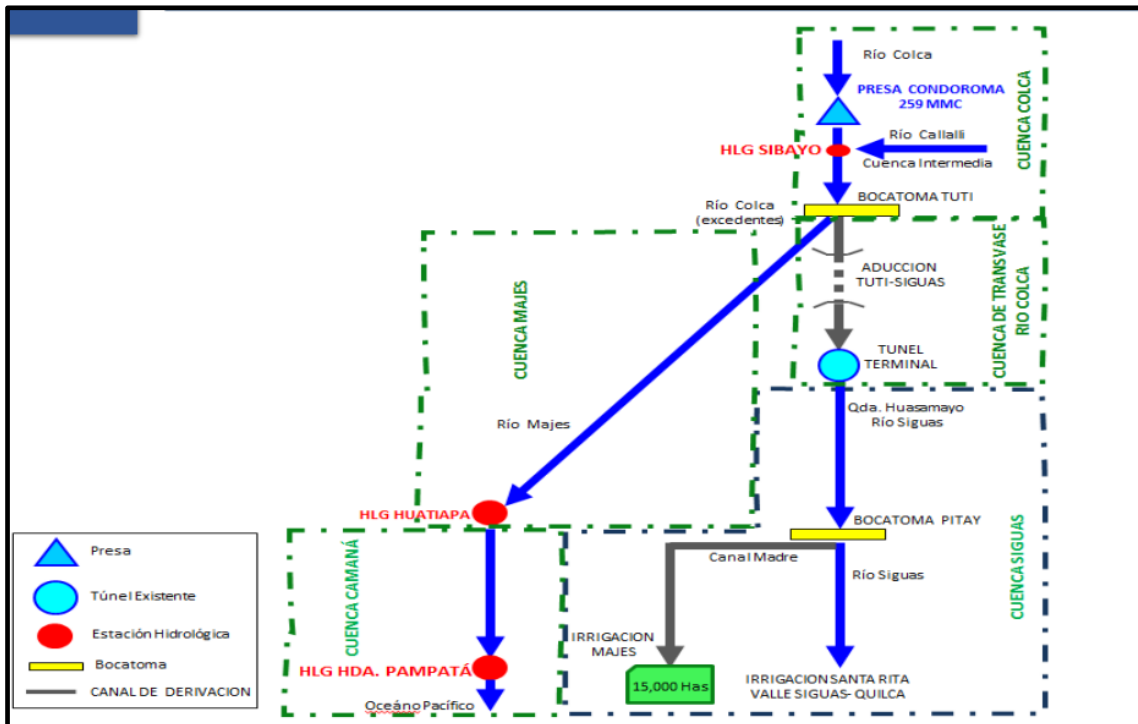 Río Colca
PRESA CONDOROMA
259 MMC
CUENCA COLCA
Río Callalli
HLG SIBAYO
Cuenca Intermedia
BOCATOMA TUTI
Río Colca
(excedentes)
CUENCA MAJES
ADUCCION
TUTI-SIGUAS
CUENCA DE TRANSVASE
RIO COLCA
TUNEL
TERMINAL
Qda. Huasamayo
Río Siguas
Río Majes
HLG HUATIAPA
BOCATOMA PITAY
Canal Madre
Río Siguas
CUENCA SIGUAS
CUENCA CAMANÁ
IRRIGACION
MAJES
HLG HDA. PAMPATÁ
15,000 Has
IRRIGACION SANTA RITA
VALLE SIGUAS- QUILCA
Oceáno Pacífico
Presa
Túnel Existente
Estación Hidrológica
Bocatoma
CANAL DE DERIVACION